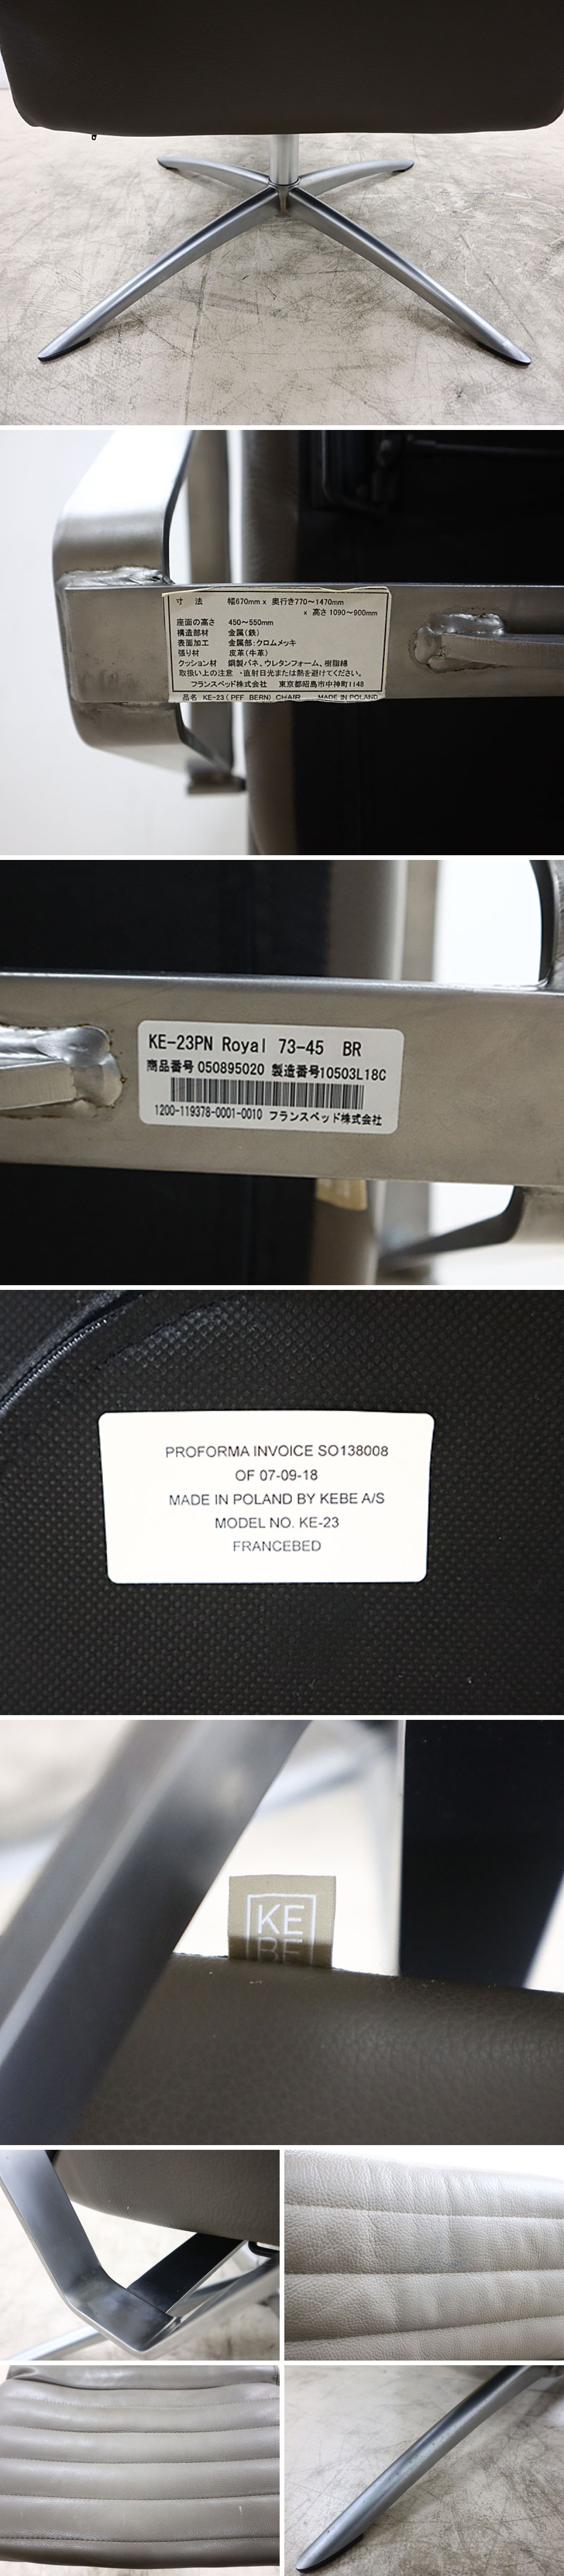 寸　法　　幅670mm x 奥行き770～1470mm
x 高さ 1090～900mm
座面の高さ　450～550mm
構造部材　金属(鉄)
表面加工　金属部:クロムメッキ
張り材　皮革(牛革)
クッション材　鋼製バネ、ウレタンフォーム、樹脂綿
取扱い上の注意　・直射日光または熱を避けてください。
フランスベッド株式会社　東京都昭島市中神町1148
品名 KE-23 ( PFF BERN) CHAIR　MADE IN POLAND
KE-23PN Royal 73-45 BR
商品番号 050895020 製造番号10503L18C
1200-119378-0001-0010 フランスベッド株式会社
PROFORMA INVOICE SO138008
OF 07-09-18
MADE IN POLAND BY KEBE A/S
MODEL NO. KE-23
FRANCEBED
KE
BE